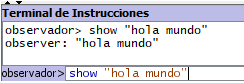 Terminal de Instrucciones
observador> show "hola mundo"
observer: "hola mundo"
observador> show "hola mundo"